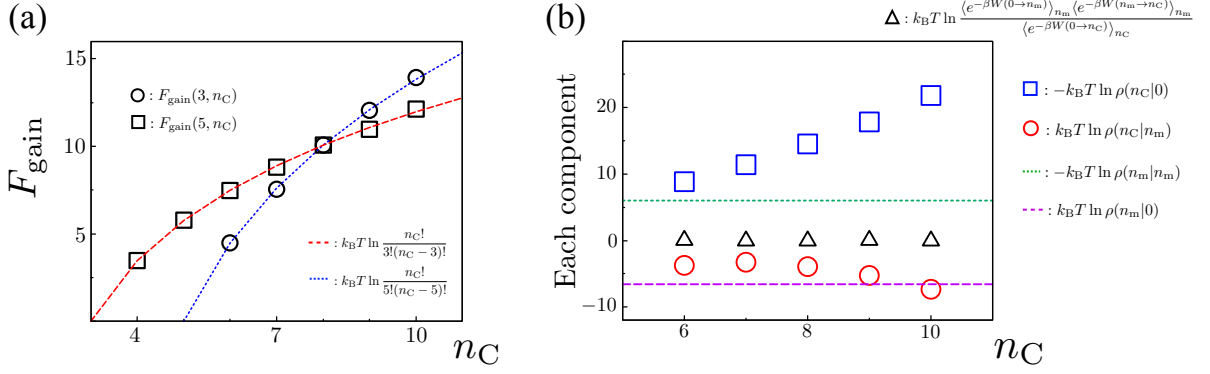 (a)
F_gain
15
10
5
4
7
10
n_C
○ : F_gain(3, n_C)
□ : F_gain(5, n_C)
: k_BT ln n_C! / 3!(n_C − 3)!
: k_BT ln n_C! / 5!(n_C − 5)!
(b)
△ : k_BT ln ⟨e^{−βW(0→n_m)}⟩_{n_m} ⟨e^{−βW(n_m→n_C)}⟩_{n_m} / ⟨e^{−βW(0→n_C)}⟩_{n_C}
Each component
20
10
0
−10
6
8
10
n_C
□ : −k_BT ln ρ(n_C|0)
○ : k_BT ln ρ(n_C|n_m)
: −k_BT ln ρ(n_m|n_m)
: k_BT ln ρ(n_m|0)